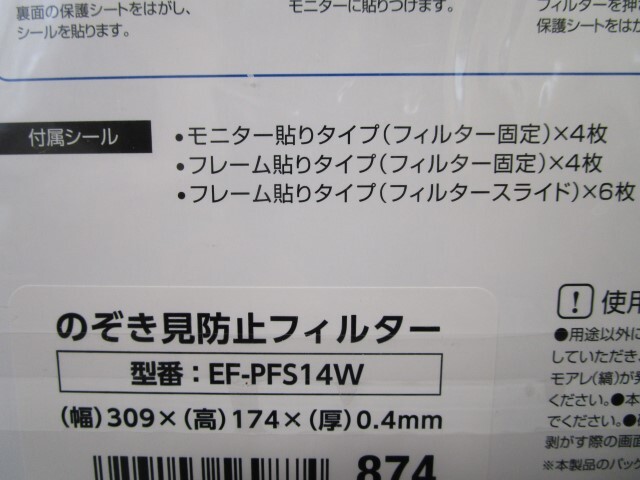 裏面の保護シートをはがし、
シールを貼ります。
モニターに貼りつけます。
フィルターを押
保護シートをは
付属シール
•モニター貼りタイプ(フィルター固定)×4枚
•フレーム貼りタイプ(フィルター固定)×4枚
•フレーム貼りタイプ(フィルタースライド)×6枚
のぞき見防止フィルター
型番：EF-PFS14W
(幅)309×(高)174×(厚)0.4mm
874
! 使用
●用途以外に
していただき
モアレ(縞)が
ください。●本
でください。●
剥がす際の画面
※本製品のパッ